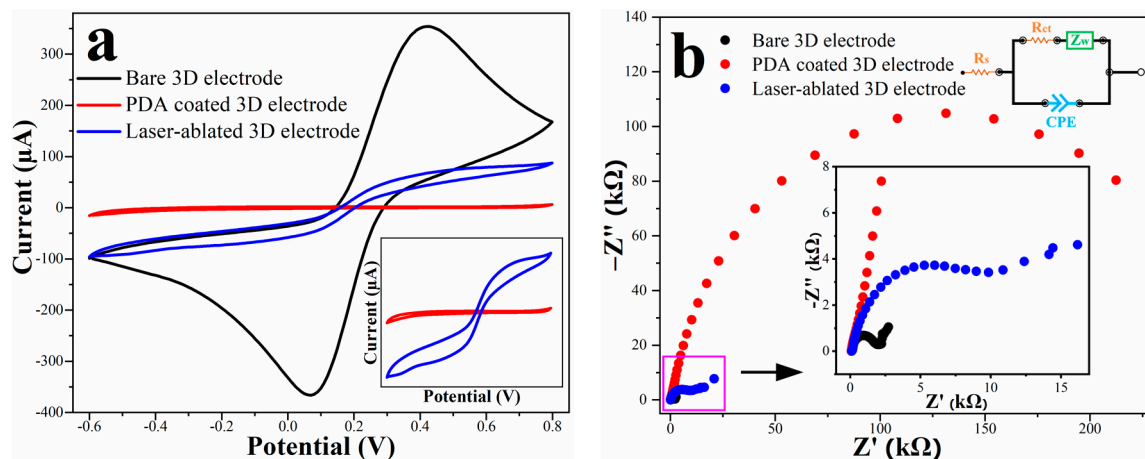 a
Bare 3D electrode
PDA coated 3D electrode
Laser-ablated 3D electrode
Current (μA)
400
300
200
100
0
-100
-200
-300
-400
-0.6
-0.4
-0.2
0.0
0.2
0.4
0.6
0.8
Potential (V)
Current (μA)
Potential (V)
b
Bare 3D electrode
PDA coated 3D electrode
Laser-ablated 3D electrode
Rs
Rct
Zw
CPE
−Z'' (kΩ)
140
120
100
80
60
40
20
0
0
50
100
150
200
Z' (kΩ)
-Z'' (kΩ)
8
6
4
2
0
0
5
10
15
Z' (kΩ)